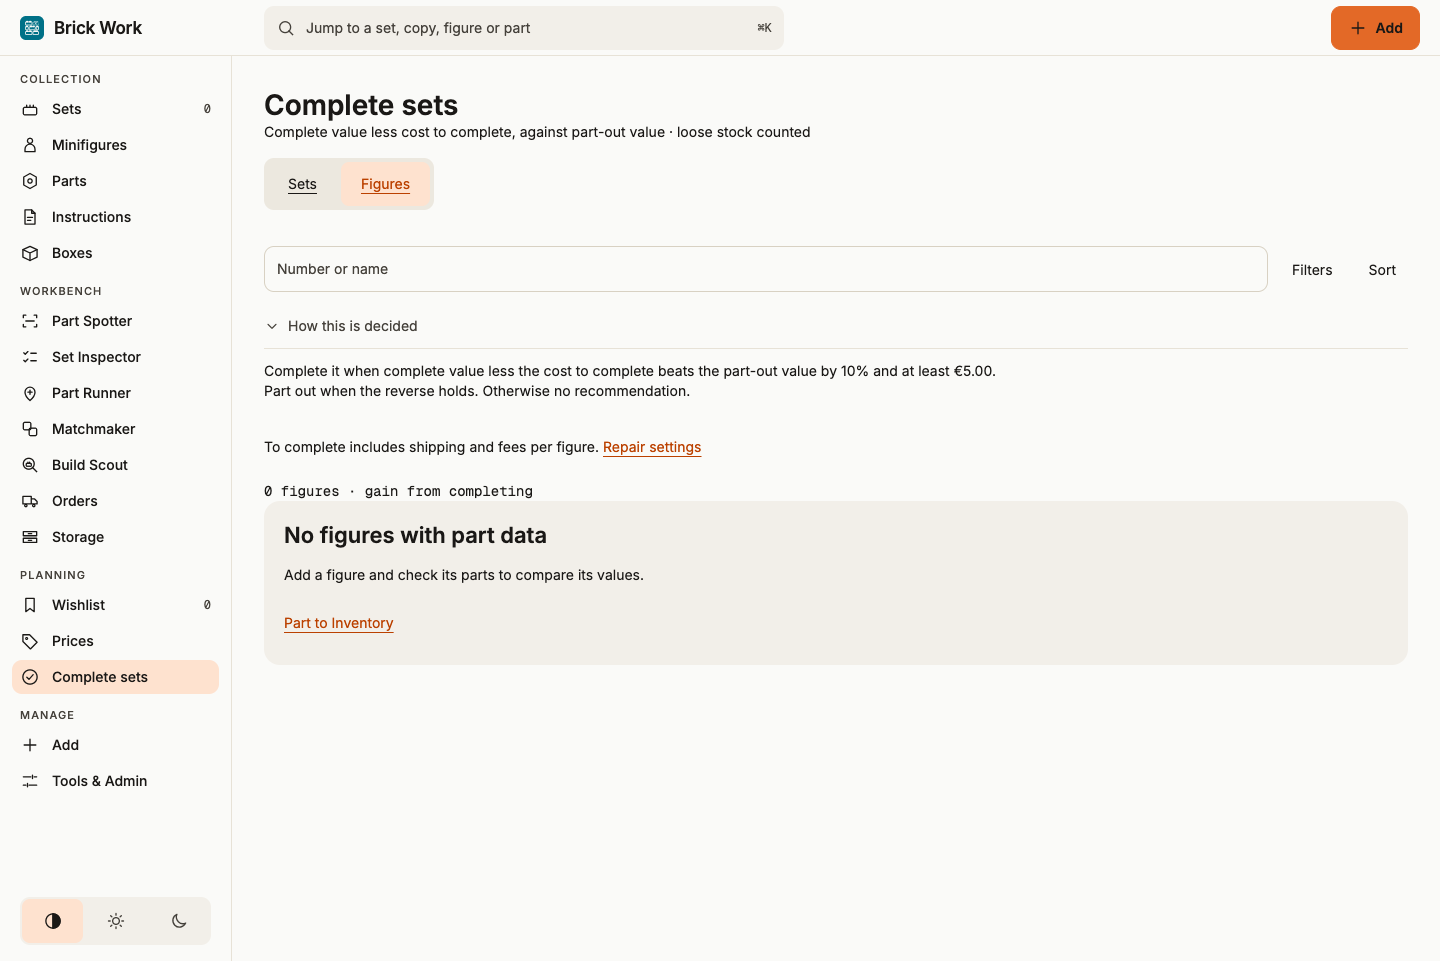 Brick Work
Jump to a set, copy, figure or part
⌘K
Add
COLLECTION
Sets
0
Minifigures
Parts
Instructions
Boxes
WORKBENCH
Part Spotter
Set Inspector
Part Runner
Matchmaker
Build Scout
Orders
Storage
PLANNING
Wishlist
0
Prices
Complete sets
MANAGE
Add
Tools & Admin
Complete sets
Complete value less cost to complete, against part-out value · loose stock counted
Sets
Figures
Number or name
Filters
Sort
How this is decided
Complete it when complete value less the cost to complete beats the part-out value by 10% and at least €5.00.
Part out when the reverse holds. Otherwise no recommendation.
To complete includes shipping and fees per figure. Repair settings
0 figures · gain from completing
No figures with part data
Add a figure and check its parts to compare its values.
Part to Inventory